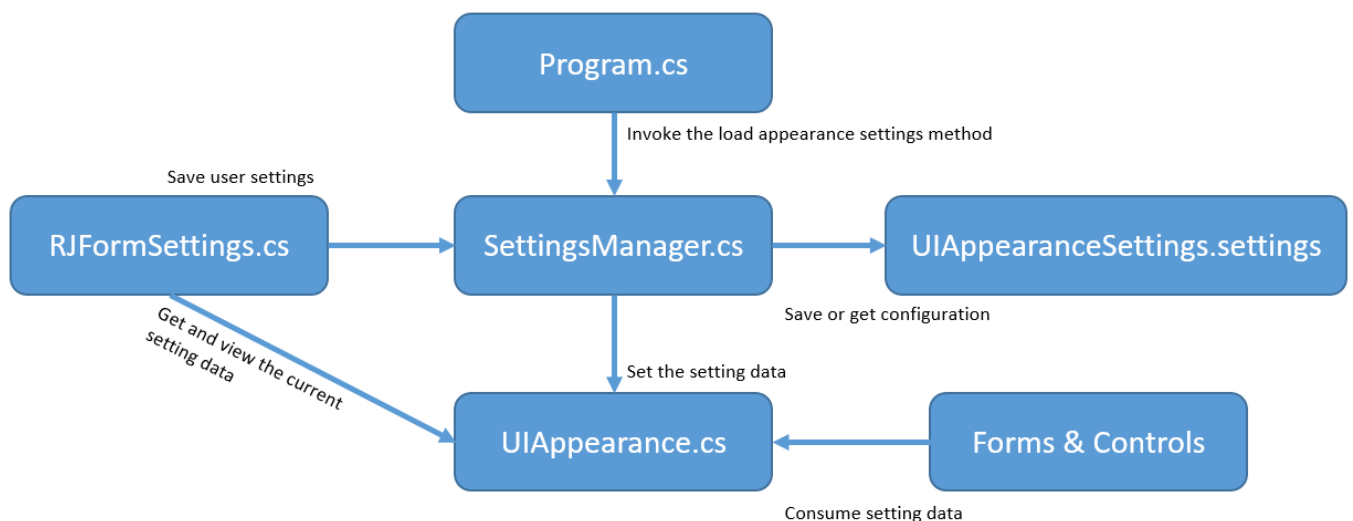 Program.cs
Invoke the load appearance settings method
Save user settings
RJFormSettings.cs
SettingsManager.cs
UIAppearanceSettings.settings
Save or get configuration
Get and view the current
setting data
Set the setting data
UIAppearance.cs
Forms & Controls
Consume setting data